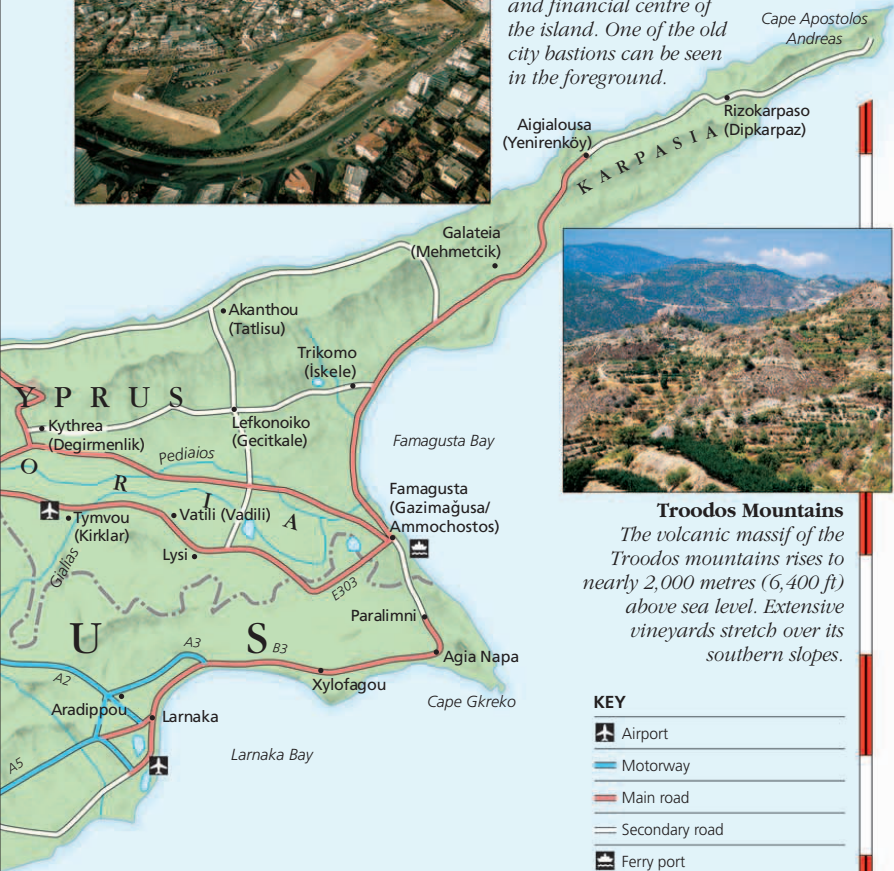 and financial centre of
the island. One of the old
city bastions can be seen
in the foreground.
Cape Apostolos
Andreas
Rizokarpaso
(Dipkarpaz)
Aigialousa
(Yenirenköy)
KARPASIA
Galateia
(Mehmetcik)
Akanthou
(Tatlisu)
Trikomo
(İskele)
YPRUS
Lefkonoiko
(Gecitkale)
Kythrea
(Degirmenlik)
Famagusta Bay
Pediaios
ORIA
Famagusta
(Gazimağusa/
Ammochostos)
Tymvou
(Kirklar)
Vatili (Vadili)
Lysi
Gialias
E303
Paralimni
US
A3
B3
Agia Napa
A2
Xylofagou
Cape Gkreko
Aradippou
Larnaka
Larnaka Bay
A5
Troodos Mountains
The volcanic massif of the
Troodos mountains rises to
nearly 2,000 metres (6,400 ft)
above sea level. Extensive
vineyards stretch over its
southern slopes.
KEY
Airport
Motorway
Main road
Secondary road
Ferry port